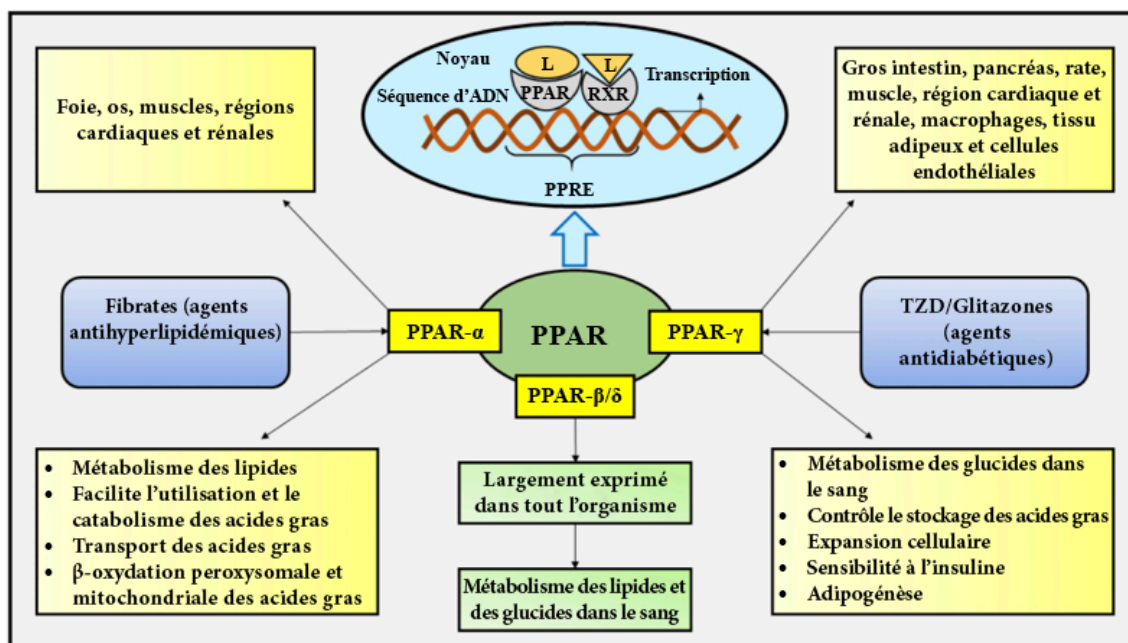 Foie, os, muscles, régions
cardiaques et rénales
Noyau
L
L
PPAR
RXR
Transcription
Séquence d'ADN
PPRE
Gros intestin, pancréas, rate,
muscle, région cardiaque et
rénale, macrophages, tissu
adipeux et cellules
endothéliales
Fibrates (agents
antihyperlipidémiques)
PPAR-α
PPAR
PPAR-γ
PPAR-β/δ
TZD/Glitazones
(agents
antidiabétiques)
• Métabolisme des lipides
• Facilite l'utilisation et le
catabolisme des acides gras
• Transport des acides gras
• β-oxydation peroxysomale et
mitochondriale des acides gras
Largement exprimé
dans tout l'organisme
Métabolisme des lipides et
des glucides dans le sang
• Métabolisme des glucides dans
le sang
• Contrôle le stockage des acides gras
• Expansion cellulaire
• Sensibilité à l'insuline
• Adipogénèse